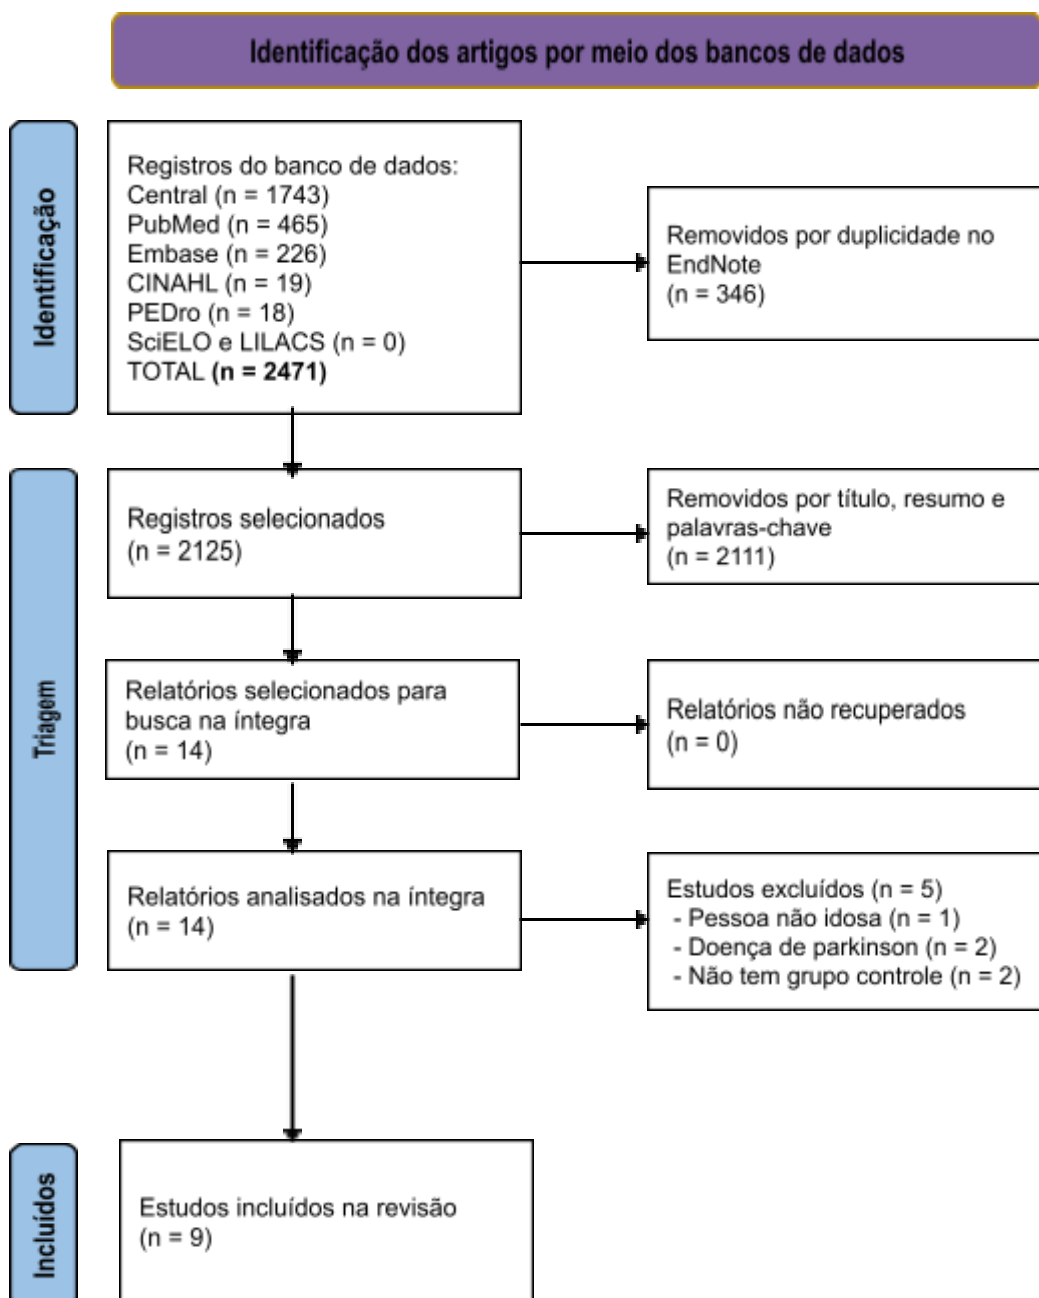 Identificação dos artigos por meio dos bancos de dados
Identificação
Registros do banco de dados:
Central (n = 1743)
PubMed (n = 465)
Embase (n = 226)
CINAHL (n = 19)
PEDro (n = 18)
SciELO e LILACS (n = 0)
TOTAL (n = 2471)
Removidos por duplicidade no
EndNote
(n = 346)
Triagem
Registros selecionados
(n = 2125)
Removidos por título, resumo e
palavras-chave
(n = 2111)
Relatórios selecionados para
busca na íntegra
(n = 14)
Relatórios não recuperados
(n = 0)
Relatórios analisados na íntegra
(n = 14)
Estudos excluídos (n = 5)
- Pessoa não idosa (n = 1)
- Doença de parkinson (n = 2)
- Não tem grupo controle (n = 2)
Incluídos
Estudos incluídos na revisão
(n = 9)